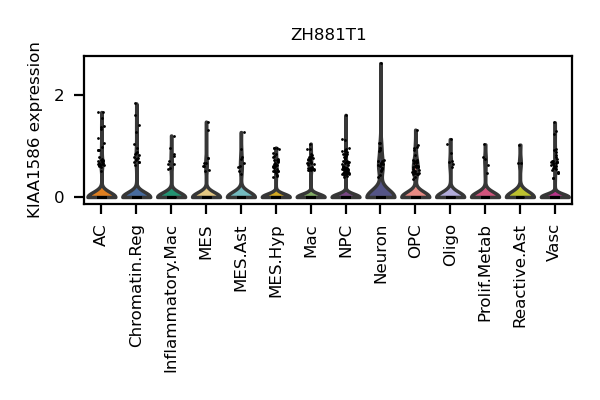 ZH881T1
KIAA1586 expression
2
0
AC
Chromatin.Reg
Inflammatory.Mac
MES
MES.Ast
MES.Hyp
Mac
NPC
Neuron
OPC
Oligo
Prolif.Metab
Reactive.Ast
Vasc